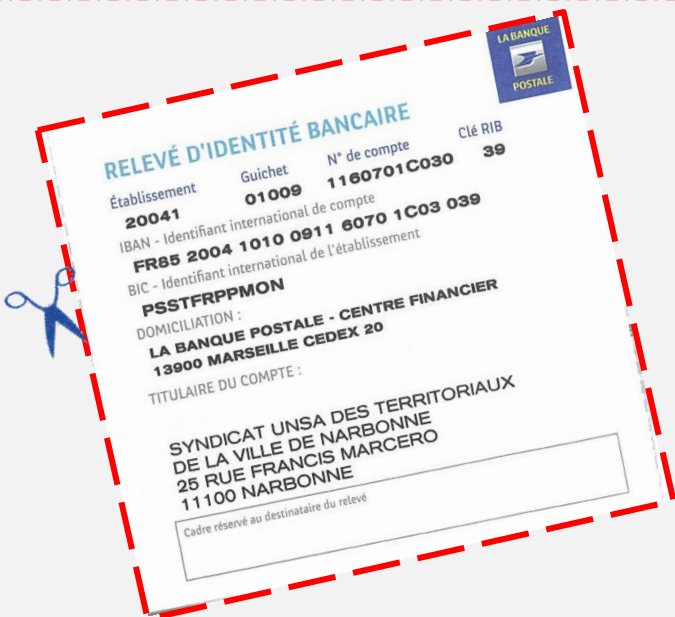 LA BANQUE
POSTALE
RELEVÉ D'IDENTITÉ BANCAIRE
Établissement Guichet N° de compte Clé RIB
20041 01009 1160701C030 39
IBAN - Identifiant international de compte
FR85 2004 1010 0911 6070 1C03 039
BIC - Identifiant international de l'établissement
PSSTFRPPMON
DOMICILIATION :
LA BANQUE POSTALE - CENTRE FINANCIER
13900 MARSEILLE CEDEX 20
TITULAIRE DU COMPTE :
SYNDICAT UNSA DES TERRITORIAUX
DE LA VILLE DE NARBONNE
25 RUE FRANCIS MARCERO
11100 NARBONNE
Cadre réservé au destinataire du relevé